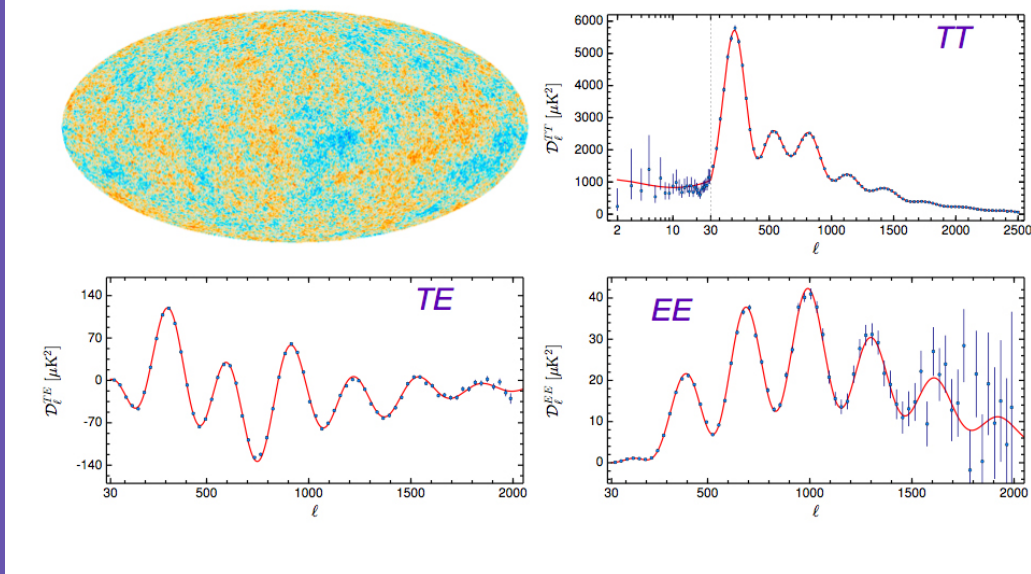 TT
D_ℓ^{TT} [μK²]
6000
5000
4000
3000
2000
1000
0
2 10 30 500 1000 1500 2000 2500
ℓ
TE
D_ℓ^{TE} [μK²]
140
70
0
-70
-140
30 500 1000 1500 2000
ℓ
EE
D_ℓ^{EE} [μK²]
40
30
20
10
0
30 500 1000 1500 2000
ℓ